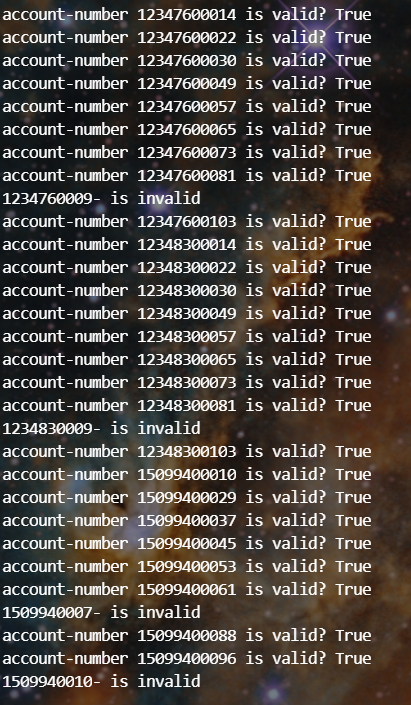 account-number 12347600014 is valid? True
account-number 12347600022 is valid? True
account-number 12347600030 is valid? True
account-number 12347600049 is valid? True
account-number 12347600057 is valid? True
account-number 12347600065 is valid? True
account-number 12347600073 is valid? True
account-number 12347600081 is valid? True
1234760009- is invalid
account-number 12347600103 is valid? True
account-number 12348300014 is valid? True
account-number 12348300022 is valid? True
account-number 12348300030 is valid? True
account-number 12348300049 is valid? True
account-number 12348300057 is valid? True
account-number 12348300065 is valid? True
account-number 12348300073 is valid? True
account-number 12348300081 is valid? True
1234830009- is invalid
account-number 12348300103 is valid? True
account-number 15099400010 is valid? True
account-number 15099400029 is valid? True
account-number 15099400037 is valid? True
account-number 15099400045 is valid? True
account-number 15099400053 is valid? True
account-number 15099400061 is valid? True
1509940007- is invalid
account-number 15099400088 is valid? True
account-number 15099400096 is valid? True
1509940010- is invalid